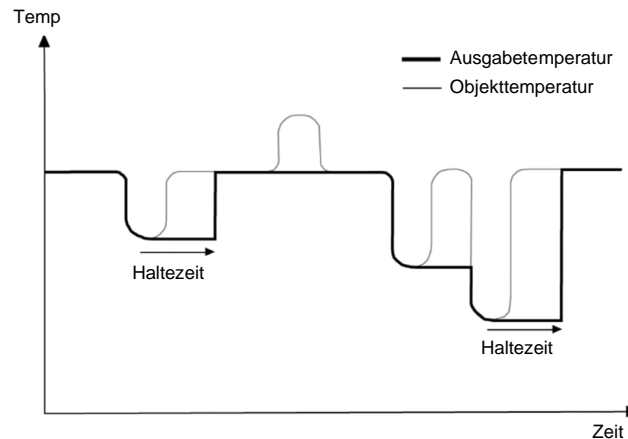 Temp
Ausgabetemperatur
Objekttemperatur
Haltezeit
Haltezeit
Zeit